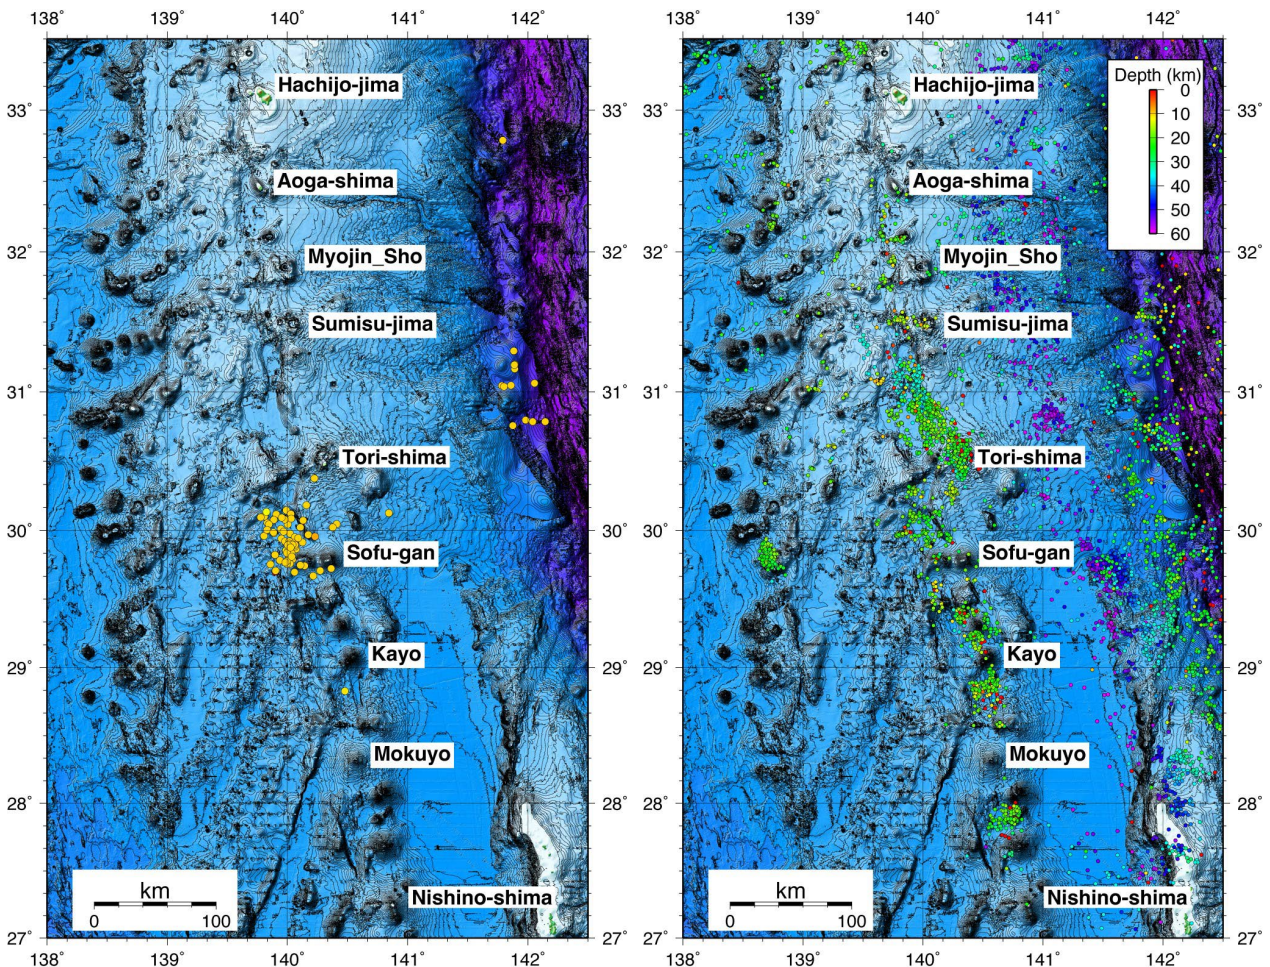 138° 139° 140° 141° 142° 138° 139° 140° 141° 142°
Depth (km)
0
10
20
30
40
50
60
33° 33° 33°
32° 32° 32°
31° 31° 31°
30° 30° 30°
29° 29° 29°
28° 28° 28°
27° 27° 27°
Hachijo-jima Hachijo-jima
Aoga-shima Aoga-shima
Myojin_Sho Myojin_Sho
Sumisu-jima Sumisu-jima
Tori-shima Tori-shima
Sofu-gan Sofu-gan
Kayo Kayo
Mokuyo Mokuyo
Nishino-shima Nishino-shima
km km
0 100 0 100
138° 139° 140° 141° 142° 138° 139° 140° 141° 142°